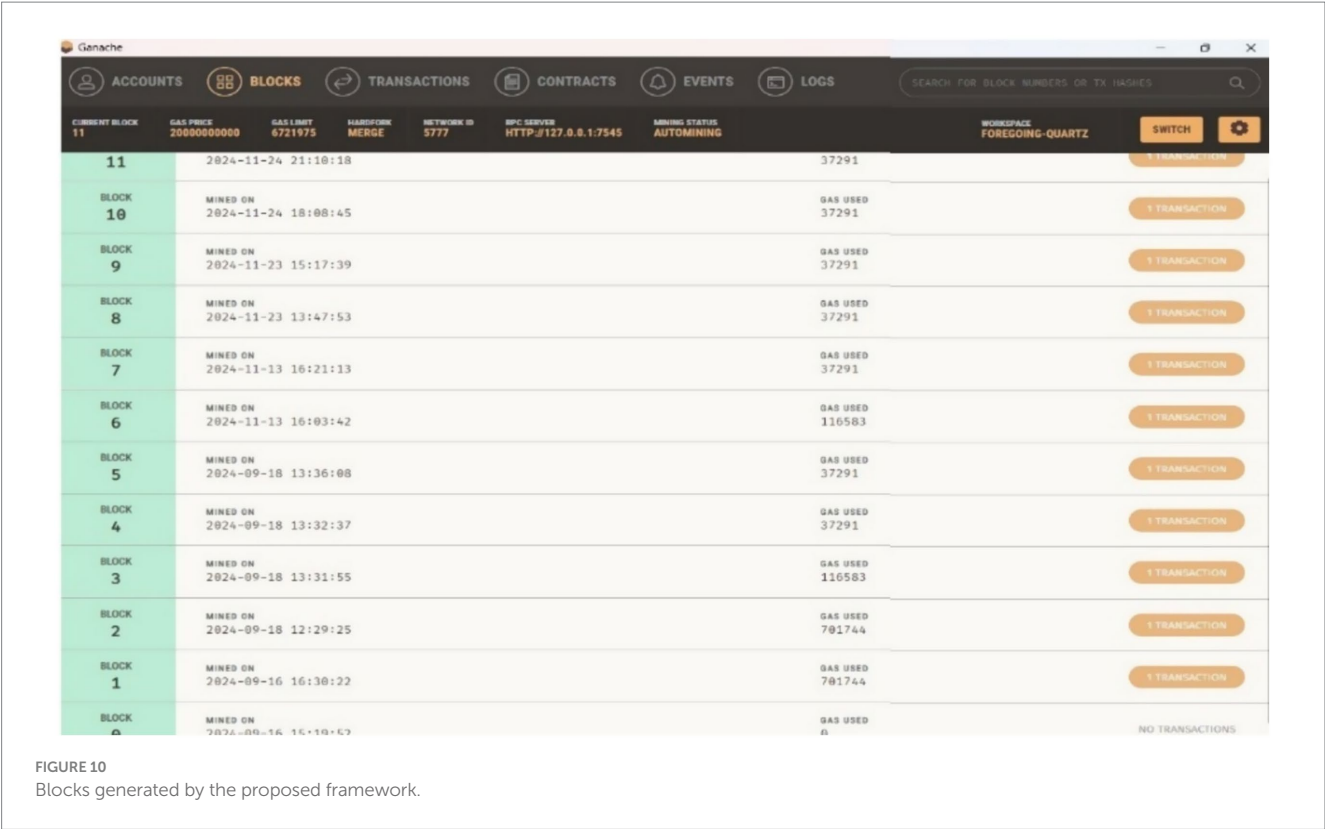 Ganache
ACCOUNTS BLOCKS TRANSACTIONS CONTRACTS EVENTS LOGS SEARCH FOR BLOCK NUMBERS OR TX HASHES
CURRENT BLOCK GAS PRICE GAS LIMIT HARDFORK NETWORK ID RPC SERVER MINING STATUS WORKSPACE
11 20000000000 6721975 MERGE 5777 HTTP://127.0.0.1:7545 AUTOMINING FOREGOING-QUARTZ SWITCH
11 2024-11-24 21:10:18 37291 1 TRANSACTION
BLOCK MINED ON GAS USED
10 2024-11-24 18:08:45 37291 1 TRANSACTION
BLOCK MINED ON GAS USED
9 2024-11-23 15:17:39 37291 1 TRANSACTION
BLOCK MINED ON GAS USED
8 2024-11-23 13:47:53 37291 1 TRANSACTION
BLOCK MINED ON GAS USED
7 2024-11-13 16:21:13 37291 1 TRANSACTION
BLOCK MINED ON GAS USED
6 2024-11-13 16:03:42 116583 1 TRANSACTION
BLOCK MINED ON GAS USED
5 2024-09-18 13:36:08 37291 1 TRANSACTION
BLOCK MINED ON GAS USED
4 2024-09-18 13:32:37 37291 1 TRANSACTION
BLOCK MINED ON GAS USED
3 2024-09-18 13:31:55 116583 1 TRANSACTION
BLOCK MINED ON GAS USED
2 2024-09-18 12:29:25 701744 1 TRANSACTION
BLOCK MINED ON GAS USED
1 2024-09-16 16:30:22 701744 1 TRANSACTION
BLOCK MINED ON GAS USED
0 2024-09-16 15:19:57 0 NO TRANSACTIONS
FIGURE 10
Blocks generated by the proposed framework.